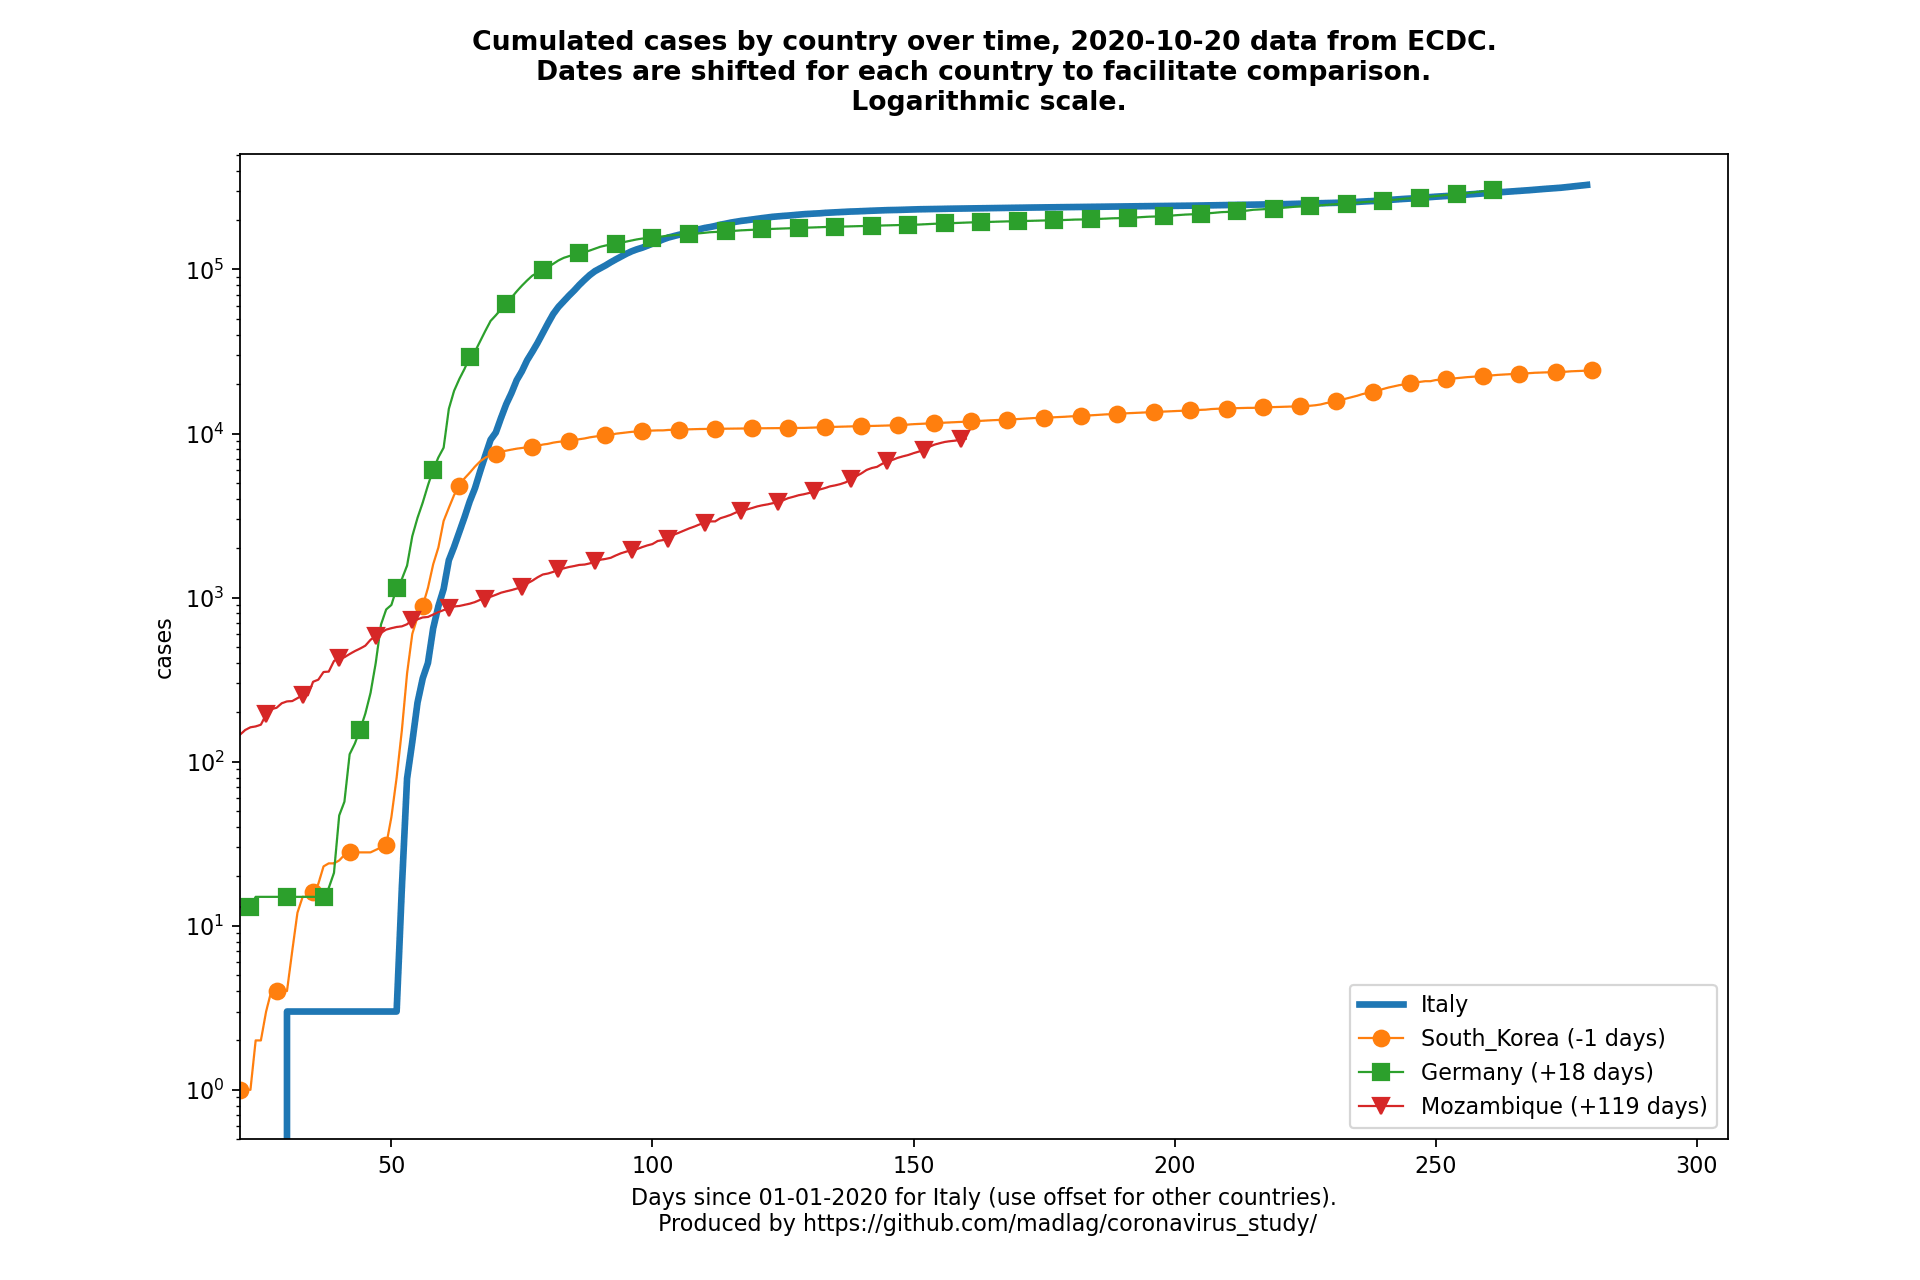 Cumulated cases by country over time, 2020-10-20 data from ECDC.
Dates are shifted for each country to facilitate comparison.
Logarithmic scale.
cases
10^5
10^4
10^3
10^2
10^1
10^0
50 100 150 200 250 300
Italy
South_Korea (-1 days)
Germany (+18 days)
Mozambique (+119 days)
Days since 01-01-2020 for Italy (use offset for other countries).
Produced by https://github.com/madlag/coronavirus_study/